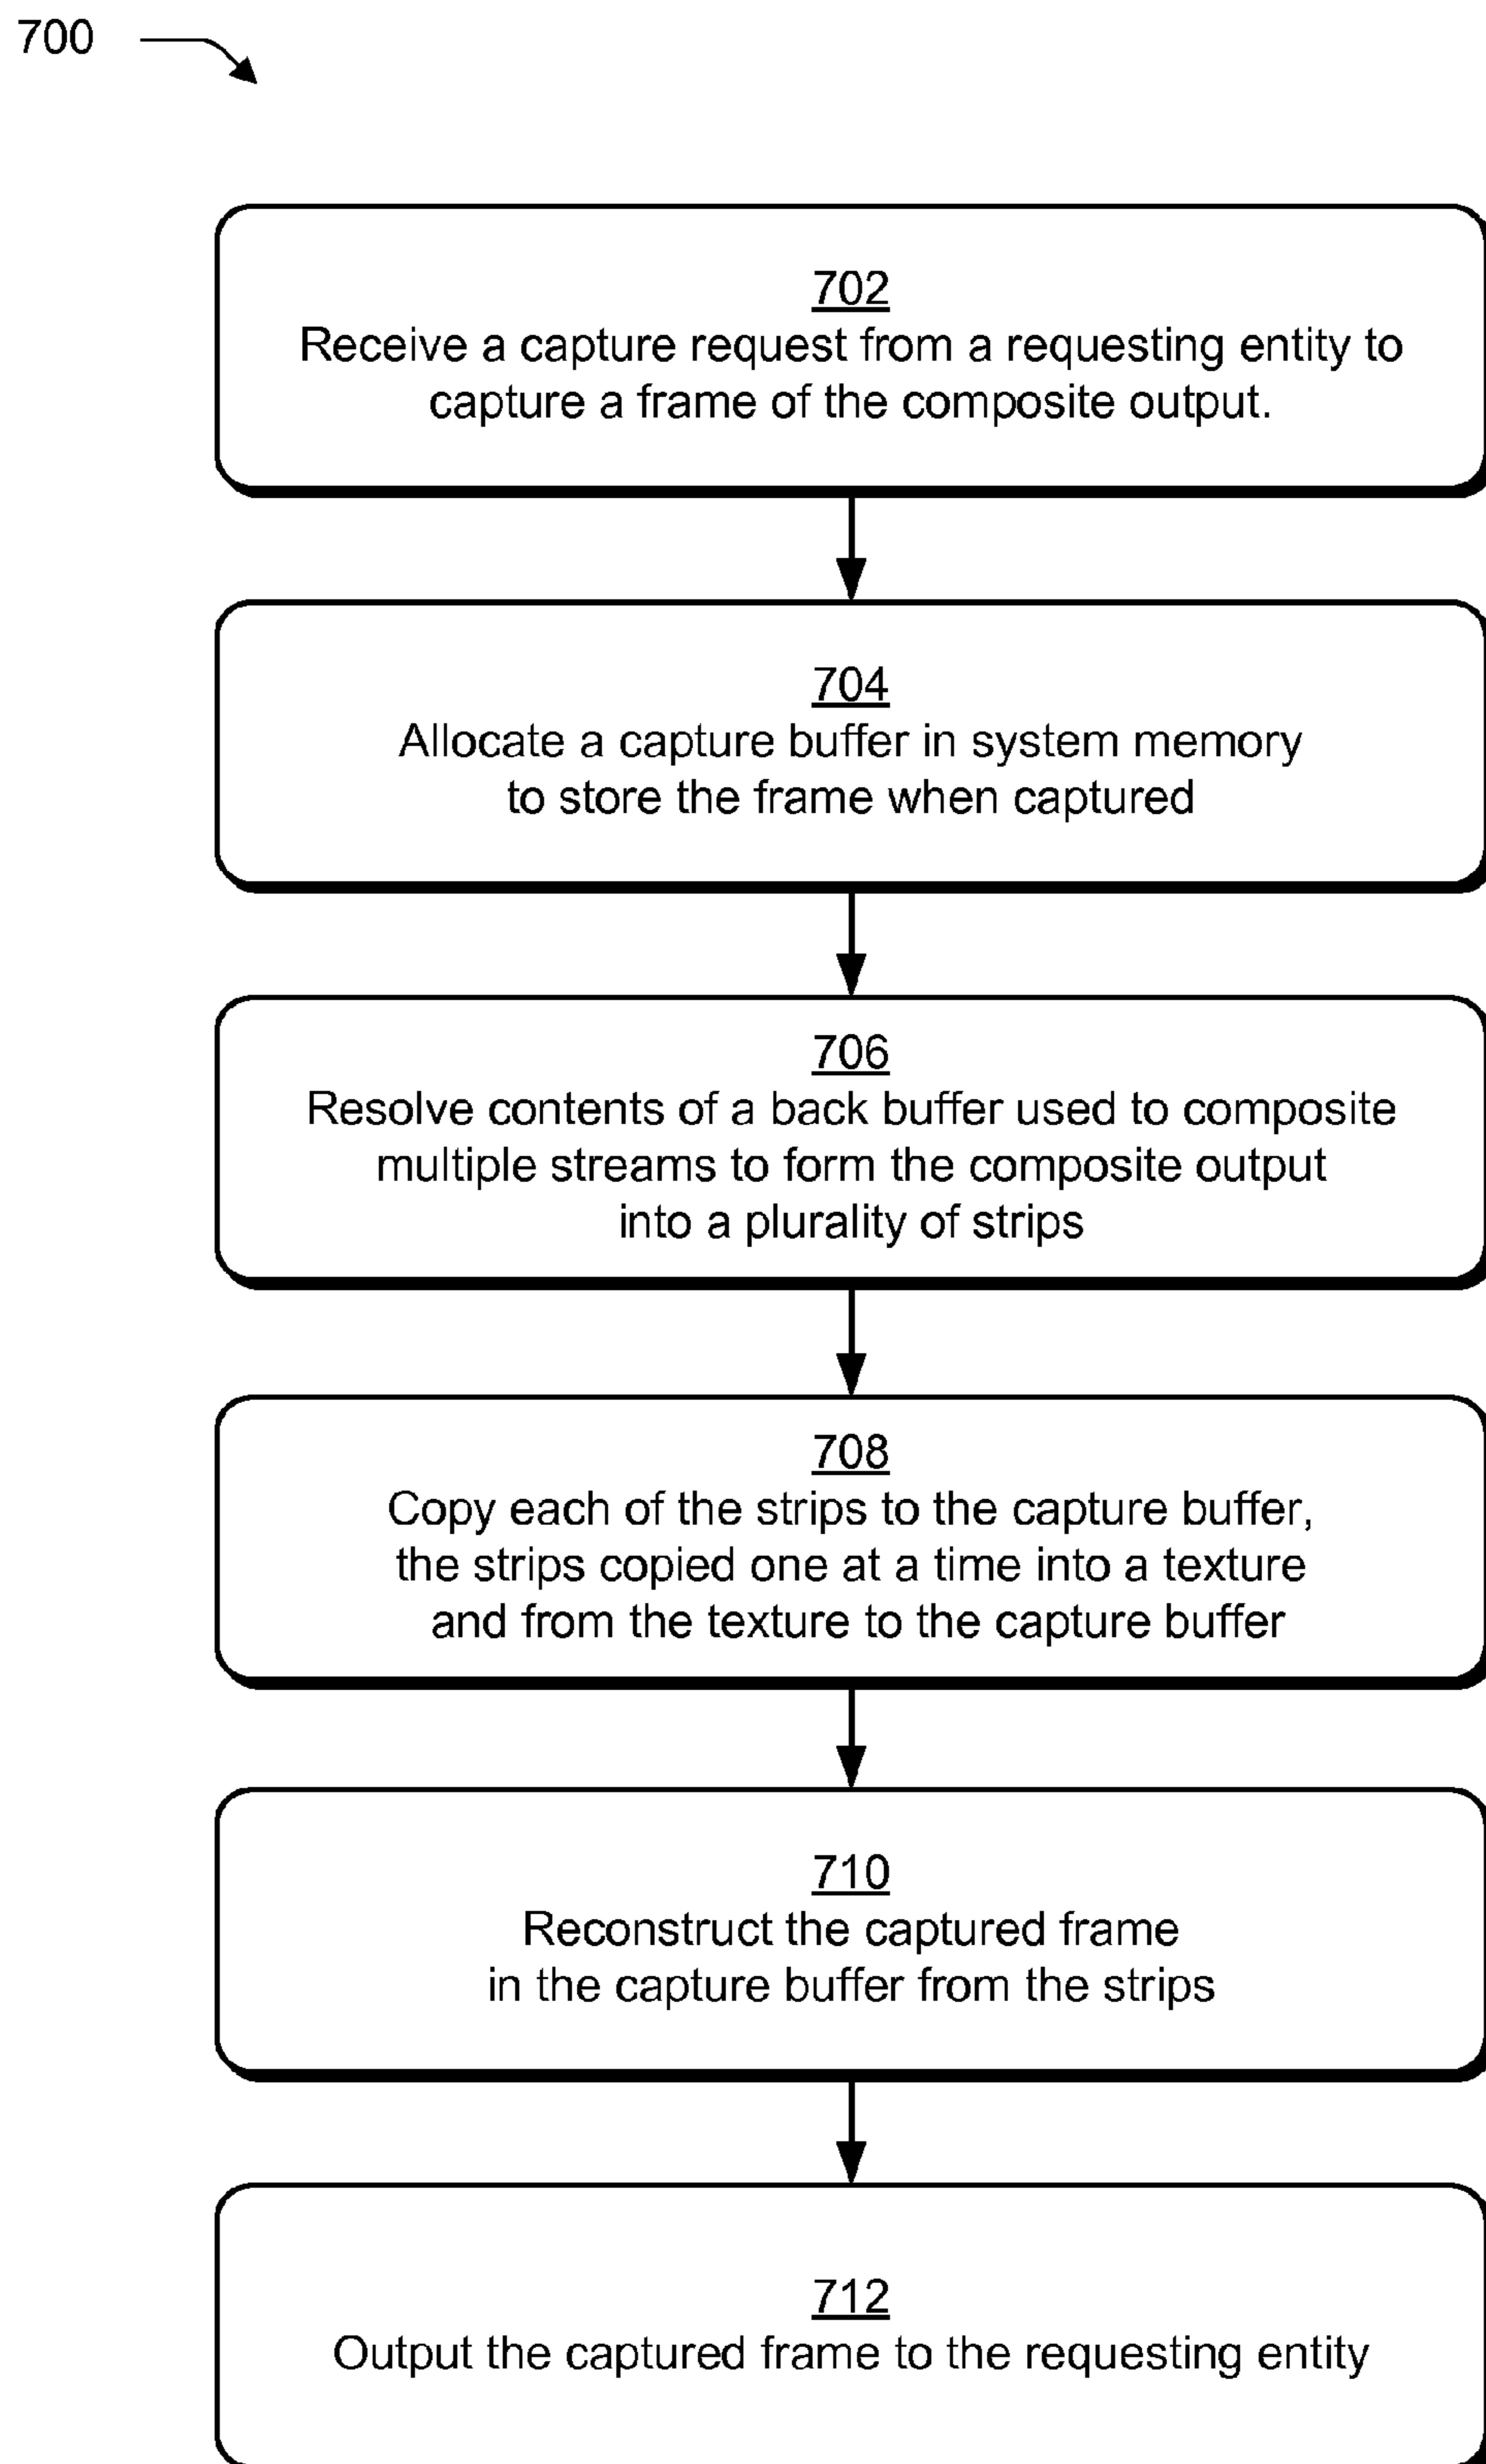 700
702
Receive a capture request from a requesting entity to
capture a frame of the composite output.
704
Allocate a capture buffer in system memory
to store the frame when captured
706
Resolve contents of a back buffer used to composite
multiple streams to form the composite output
into a plurality of strips
708
Copy each of the strips to the capture buffer,
the strips copied one at a time into a texture
and from the texture to the capture buffer
710
Reconstruct the captured frame
in the capture buffer from the strips
712
Output the captured frame to the requesting entity